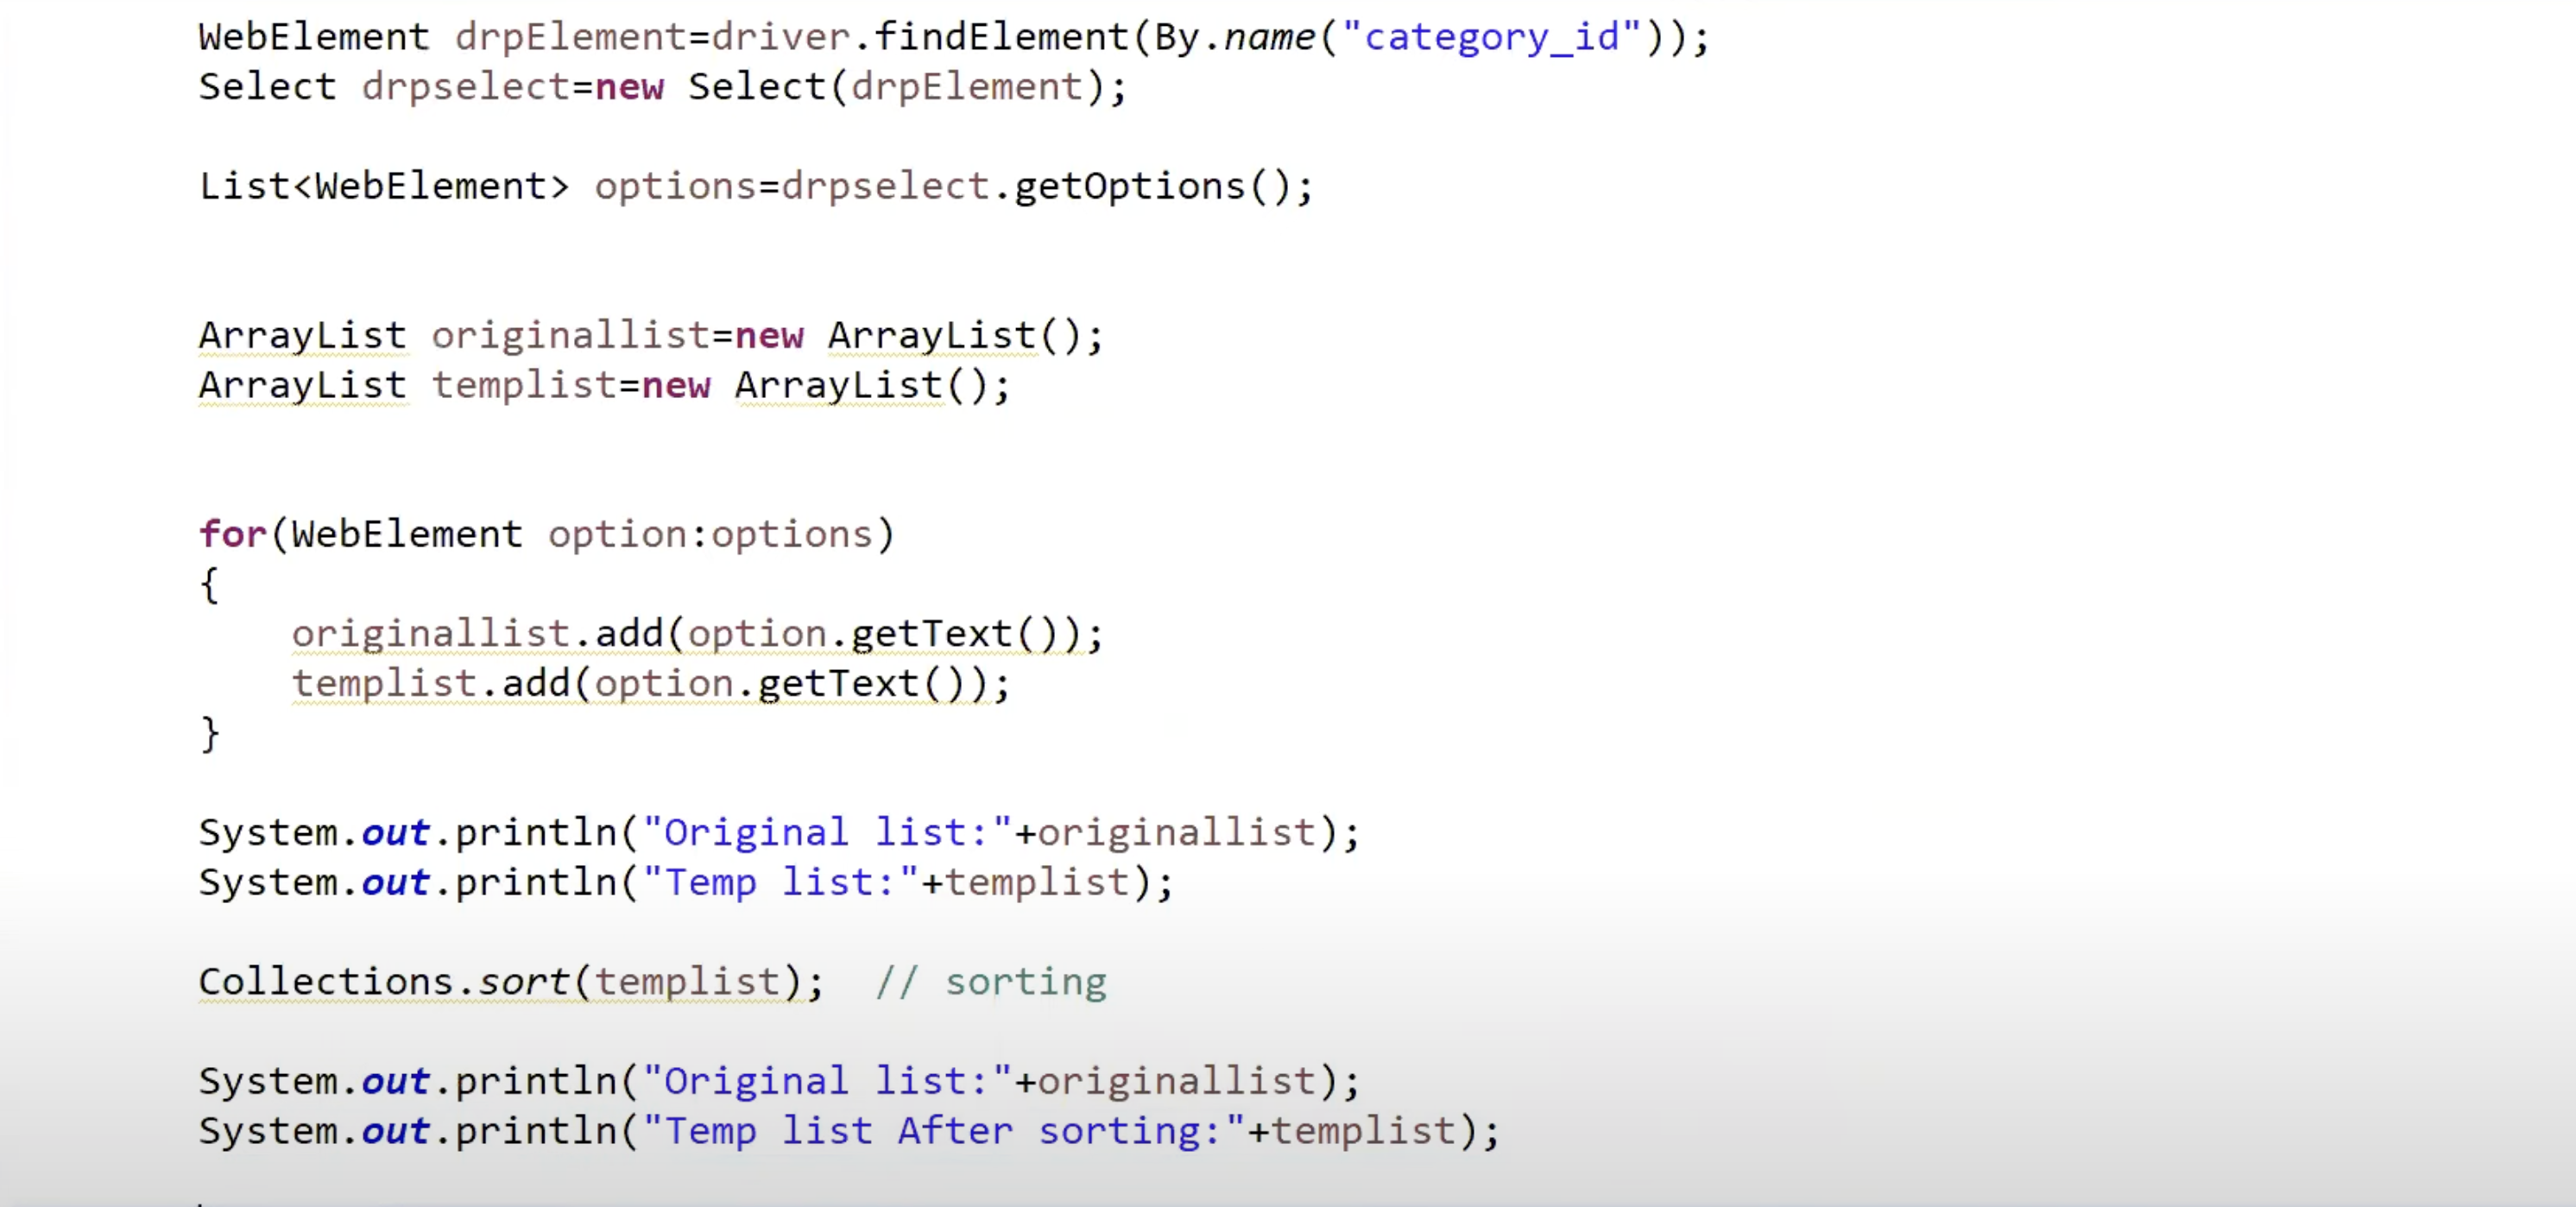 WebElement drpElement=driver.findElement(By.name("category_id"));
Select drpselect=new Select(drpElement);
List<WebElement> options=drpselect.getOptions();
ArrayList originallist=new ArrayList();
ArrayList templist=new ArrayList();
for(WebElement option:options)
{
originallist.add(option.getText());
templist.add(option.getText());
}
System.out.println("Original list:"+originallist);
System.out.println("Temp list:"+templist);
Collections.sort(templist);  // sorting
System.out.println("Original list:"+originallist);
System.out.println("Temp list After sorting:"+templist);